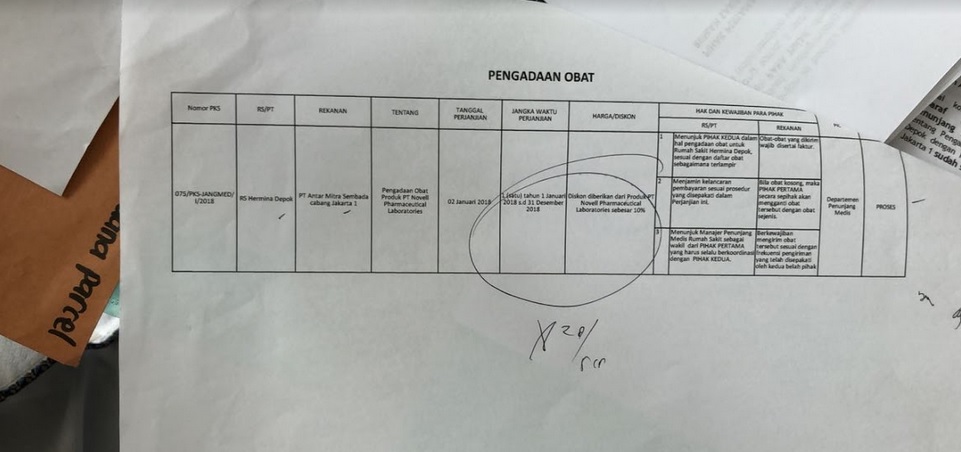 PENGADAAN OBAT
Nomor PKS
RS/PT
REKANAN
TENTANG
TANGGAL
PERJANJIAN
JANGKA WAKTU
PERJANJIAN
HARGA/DISKON
HAK DAN KEWAJIBAN PARA PIHAK
RS/PT
REKANAN
075/PKS-JANGMED/
I/2018
RS Hermina Depok
PT Ancar Mitra Sembada
cabang Jakarta 1
Pengadaan Obat
Produk PT Novell
Pharmaceutical
Laboratories
02 Januari 2018
1 (satu) tahun 1 Januari
2018 s.d 31 Desember
2018
Diskon diberikan dari Produk PT
Novell Pharmaceutical
Laboratories sebesar 10%
1
Menunjuk PIHAK KEDUA dalam
hal pengadaan obat untuk
Rumah Sakit Hermina Depok,
sesuai dengan daftar obat
sebagaimana terlampir
Obat-obat yang dikirim
wajib disertai faktur.
2
Menjamin kelancaran
pembayaran sesuai prosedur
yang disepakati dalam
Perjanjian ini.
Bila obat kosong, maka
PIHAK PERTAMA
secara sepihak akan
mengganti obat
tersebut dengan obat
sejenis.
3
Menunjuk Manajer Penunjang
Medis Rumah Sakit sebagai
wakil dari PIHAK PERTAMA
yang harus selalu berkoordinasi
dengan PIHAK KEDUA.
Berkewajiban
mengirim obat
tersebut sesuai dengan
frekuensi pengiriman
yang telah disepakati
oleh kedua belah pihak
Departemen
Penunjang
Medis
PROSES
parcel
araf
nunjang
entang Penga
Depok dengan
Jakarta 1 sudah